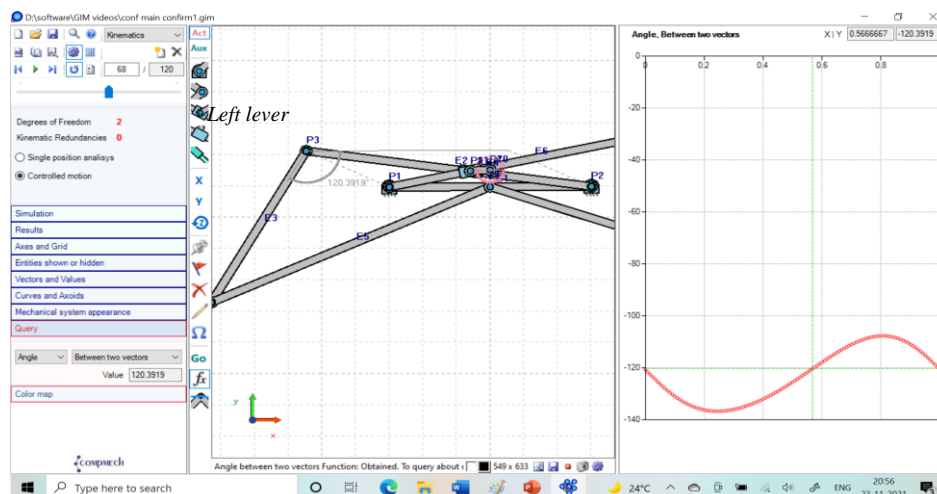 D:\software\GIM videos\conf main confirm1.gim
Kinematics
68 / 120
Degrees of Freedom 2
Kinematic Redundancies 0
Single position analisys
Controlled motion
Simulation
Results
Axes and Grid
Entities shown or hidden
Vectors and Values
Curves and Axoids
Mechanical system appearance
Query
Angle
Between two vectors
Value 120.3919
Color map
COMPMECH
Act
Aux
X
Y
Go
fx
Left lever
P3
E2
E6
P1
P2
120.3919°
E3
E5
y
x
Angle between two vectors Function: Obtained. To query about
549 x 633
Angle, Between two vectors
X | Y 0.5666667 -120.3919
0
0 0.2 0.4 0.6 0.8
-20
-40
-60
-80
-100
-120
-140
Type here to search
24°C
ENG
20:56
23-11-2021